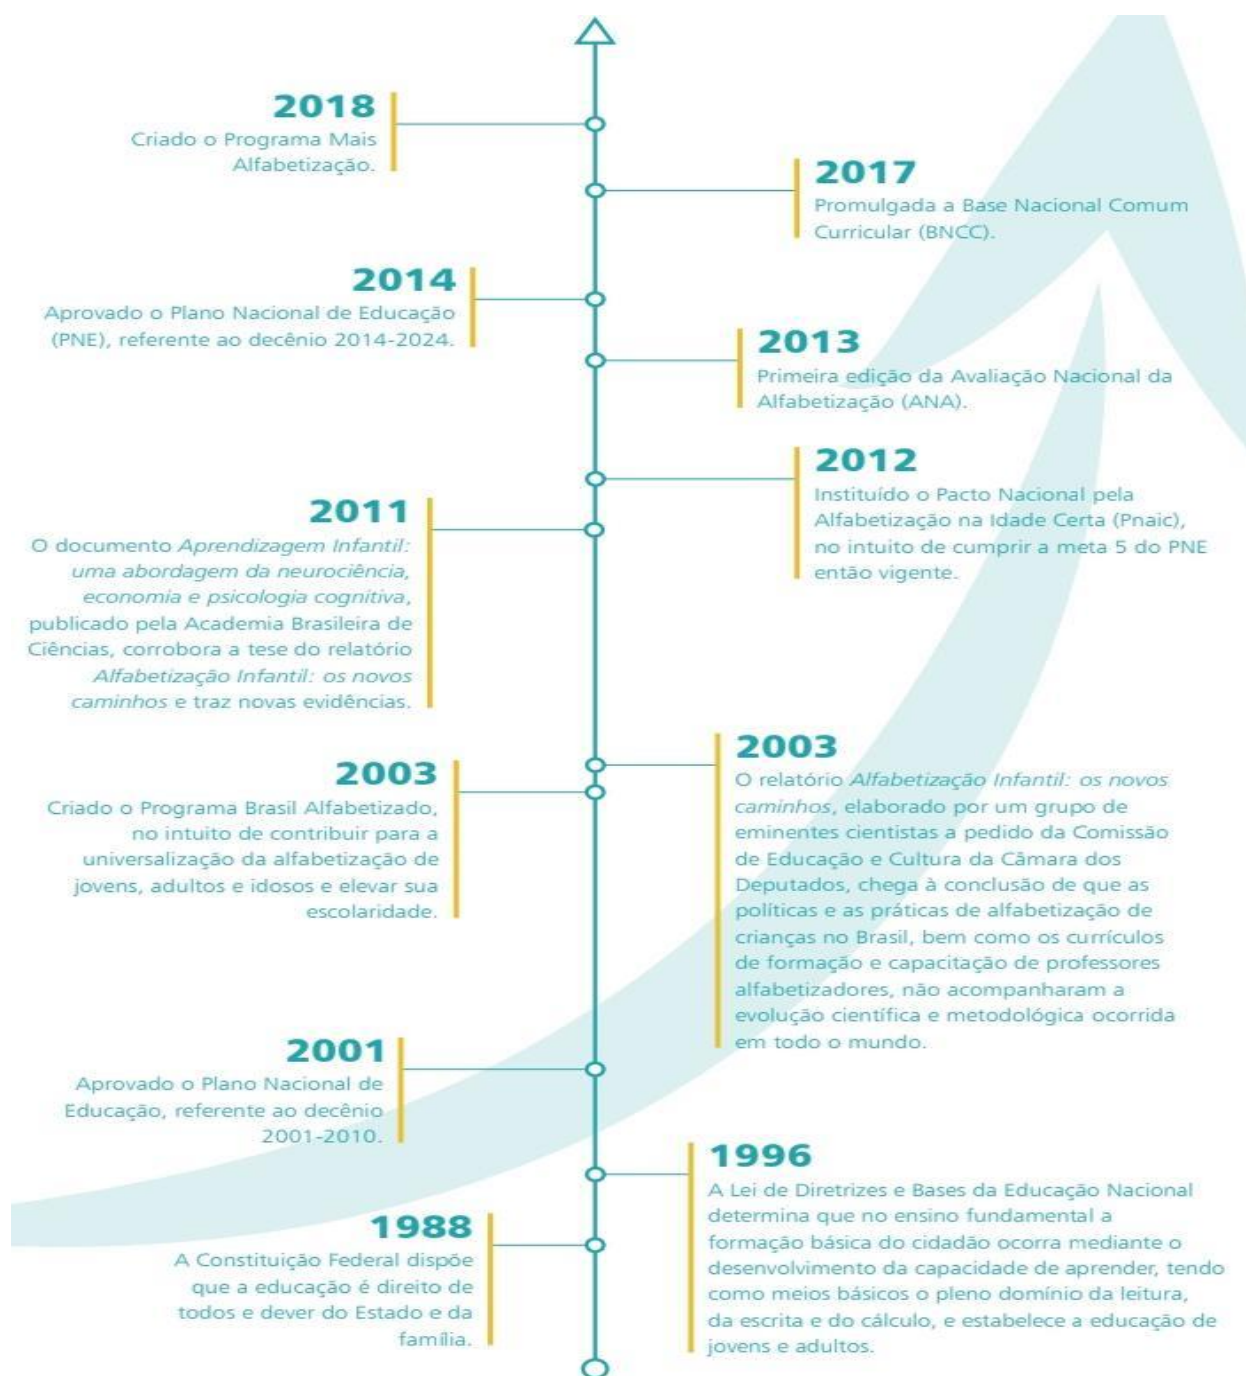 2018
Criado o Programa Mais
Alfabetização.
2017
Promulgada a Base Nacional Comum
Curricular (BNCC).
2014
Aprovado o Plano Nacional de Educação
(PNE), referente ao decênio 2014-2024.
2013
Primeira edição da Avaliação Nacional da
Alfabetização (ANA).
2012
Instituído o Pacto Nacional pela
Alfabetização na Idade Certa (Pnaic),
no intuito de cumprir a meta 5 do PNE
então vigente.
2011
O documento Aprendizagem Infantil:
uma abordagem da neurociência,
economia e psicologia cognitiva,
publicado pela Academia Brasileira de
Ciências, corrobora a tese do relatório
Alfabetização Infantil: os novos
caminhos e traz novas evidências.
2003
O relatório Alfabetização Infantil: os novos
caminhos, elaborado por um grupo de
eminentes cientistas a pedido da Comissão
de Educação e Cultura da Câmara dos
Deputados, chega à conclusão de que as
políticas e as práticas de alfabetização de
crianças no Brasil, bem como os currículos
de formação e capacitação de professores
alfabetizadores, não acompanharam a
evolução científica e metodológica ocorrida
em todo o mundo.
2003
Criado o Programa Brasil Alfabetizado,
no intuito de contribuir para a
universalização da alfabetização de
jovens, adultos e idosos e elevar sua
escolaridade.
2001
Aprovado o Plano Nacional de
Educação, referente ao decênio
2001-2010.
1996
A Lei de Diretrizes e Bases da Educação Nacional
determina que no ensino fundamental a
formação básica do cidadão ocorra mediante o
desenvolvimento da capacidade de aprender, tendo
como meios básicos o pleno domínio da leitura,
da escrita e do cálculo, e estabelece a educação de
jovens e adultos.
1988
A Constituição Federal dispõe
que a educação é direito de
todos e dever do Estado e da
família.